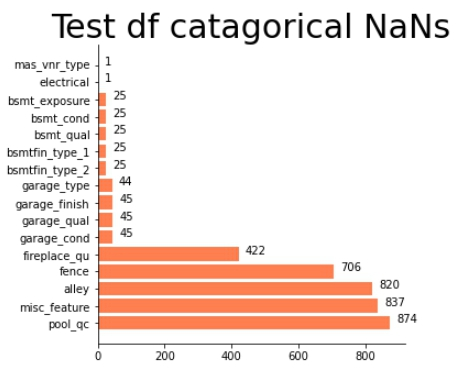 Test df catagorical NaNs
mas_vnr_type 1
electrical 1
bsmt_exposure 25
bsmt_cond 25
bsmt_qual 25
bsmtfin_type_1 25
bsmtfin_type_2 25
garage_type 44
garage_finish 45
garage_qual 45
garage_cond 45
fireplace_qu 422
fence 706
alley 820
misc_feature 837
pool_qc 874
0 200 400 600 800